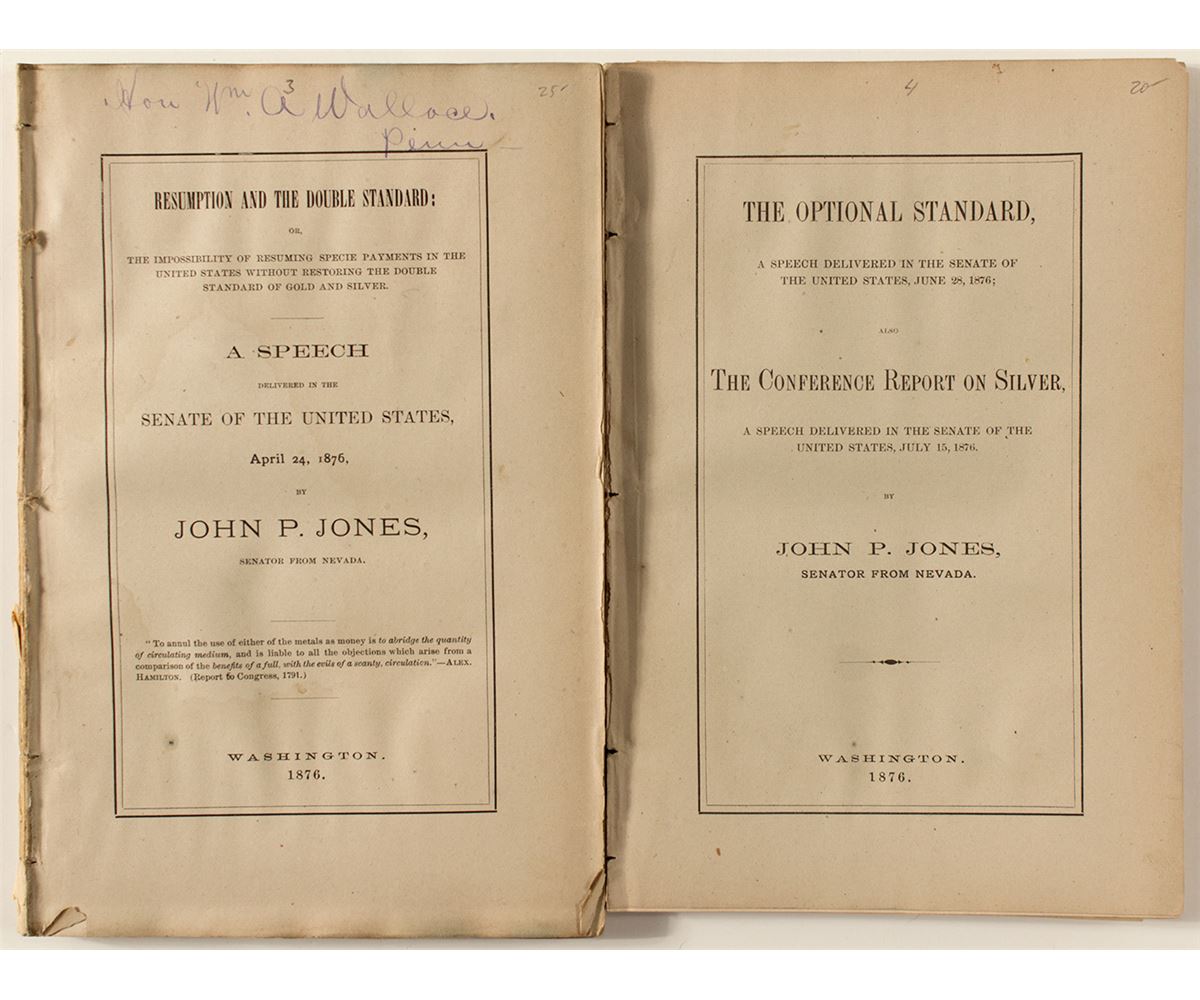 Hon Wm. A Wallace.
Penn
3
25-
RESUMPTION AND THE DOUBLE STANDARD:
OR,
THE IMPOSSIBILITY OF RESUMING SPECIE PAYMENTS IN THE
UNITED STATES WITHOUT RESTORING THE DOUBLE
STANDARD OF GOLD AND SILVER.
A SPEECH
DELIVERED IN THE
SENATE OF THE UNITED STATES,
April 24, 1876,
BY
JOHN P. JONES,
SENATOR FROM NEVADA.
"To annul the use of either of the metals as money is to abridge the quantity
of circulating medium, and is liable to all the objections which arise from a
comparison of the benefits of a full, with the evils of a scanty, circulation."—ALEX.
HAMILTON. (Report to Congress, 1791.)
WASHINGTON.
1876.
4
20-
THE OPTIONAL STANDARD,
A SPEECH DELIVERED IN THE SENATE OF
THE UNITED STATES, JUNE 28, 1876;
ALSO
THE CONFERENCE REPORT ON SILVER,
A SPEECH DELIVERED IN THE SENATE OF THE
UNITED STATES, JULY 15, 1876.
BY
JOHN P. JONES,
SENATOR FROM NEVADA.
WASHINGTON.
1876.